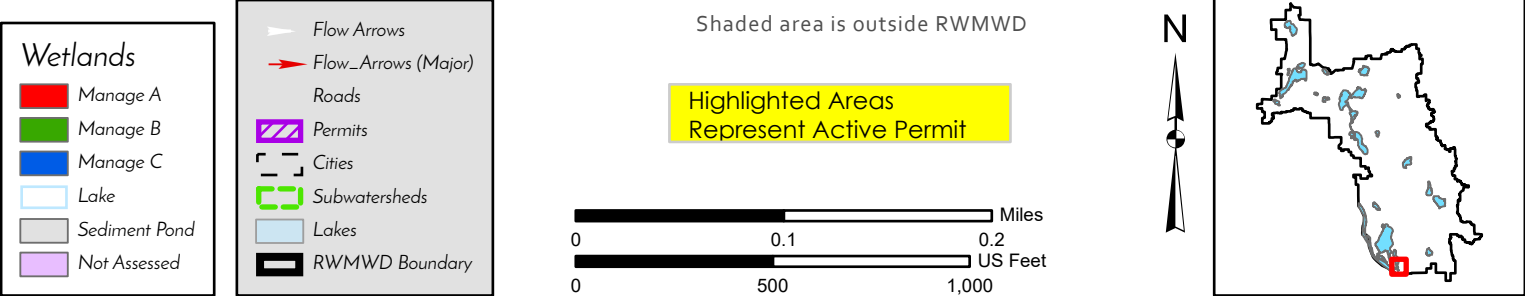 Wetlands
Manage A
Manage B
Manage C
Lake
Sediment Pond
Not Assessed
Flow Arrows
Flow_Arrows (Major)
Roads
Permits
Cities
Subwatersheds
Lakes
RWMWD Boundary
Shaded area is outside RWMWD
Highlighted Areas
Represent Active Permit
Miles
0 0.1 0.2
US Feet
0 500 1,000
N